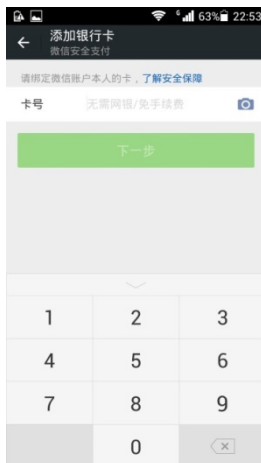 63% 22:53
添加银行卡
微信安全支付
请绑定微信账户本人的卡，了解安全保障
卡号 无需网银/免手续费
下一步
1 2 3
4 5 6
7 8 9
0